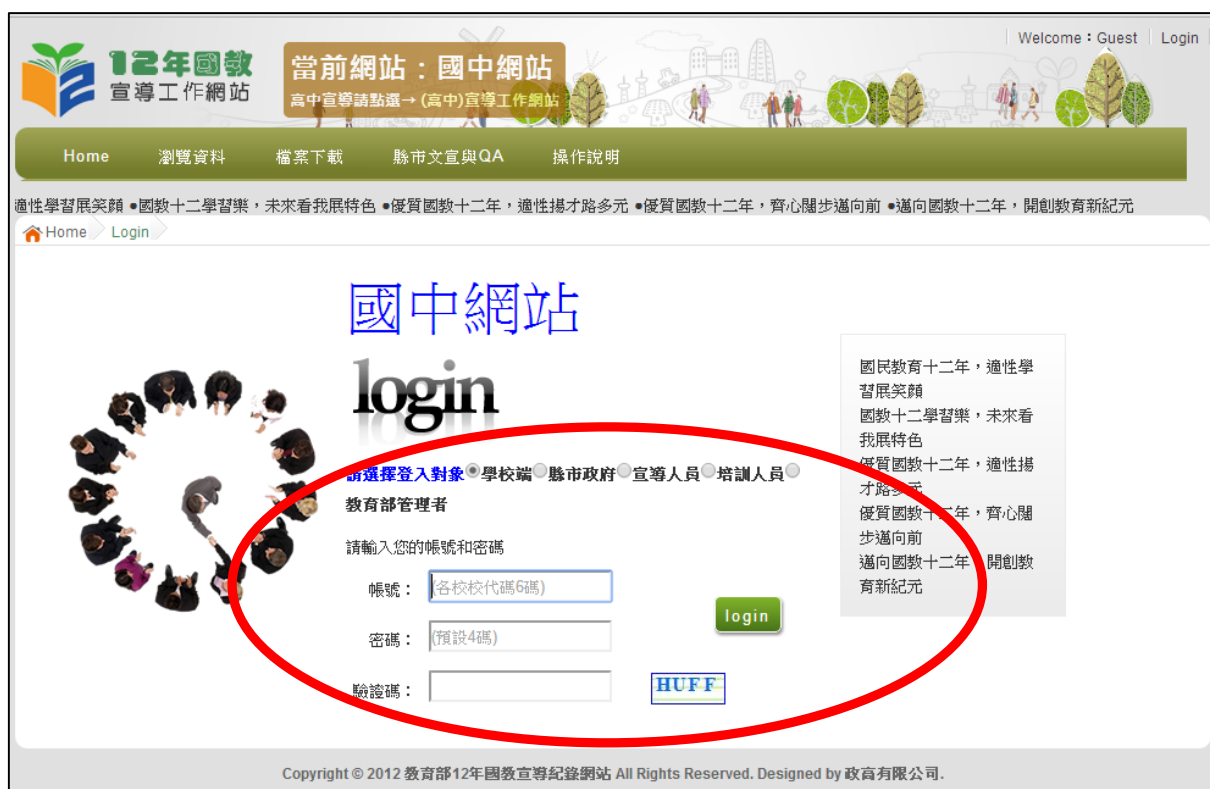 Welcome：Guest
Login
12年國教
宣導工作網站
當前網站：國中網站
高中宣導請點選→(高中)宣導工作網站
Home 瀏覽資料 檔案下載 縣市文宣與QA 操作說明
適性學習展笑顏 ●國教十二學習樂，未來看我展特色 ●優質國教十二年，適性揚才路多元 ●優質國教十二年，齊心闊步邁向前 ●邁向國教十二年，開創教育新紀元
Home Login
國中網站
login
請選擇登入對象 學校端 縣市政府 宣導人員 培訓人員
教育部管理者
請輸入您的帳號和密碼
帳號： (各校校代碼6碼)
密碼： (預設4碼)
login
驗證碼：
HUFF
國民教育十二年，適性學
習展笑顏
國教十二學習樂，未來看
我展特色
優質國教十二年，適性揚
才路多元
優質國教十二年，齊心闊
步邁向前
邁向國教十二年，開創教
育新紀元
Copyright © 2012 教育部12年國教宣導紀錄網站 All Rights Reserved. Designed by 政高有限公司.